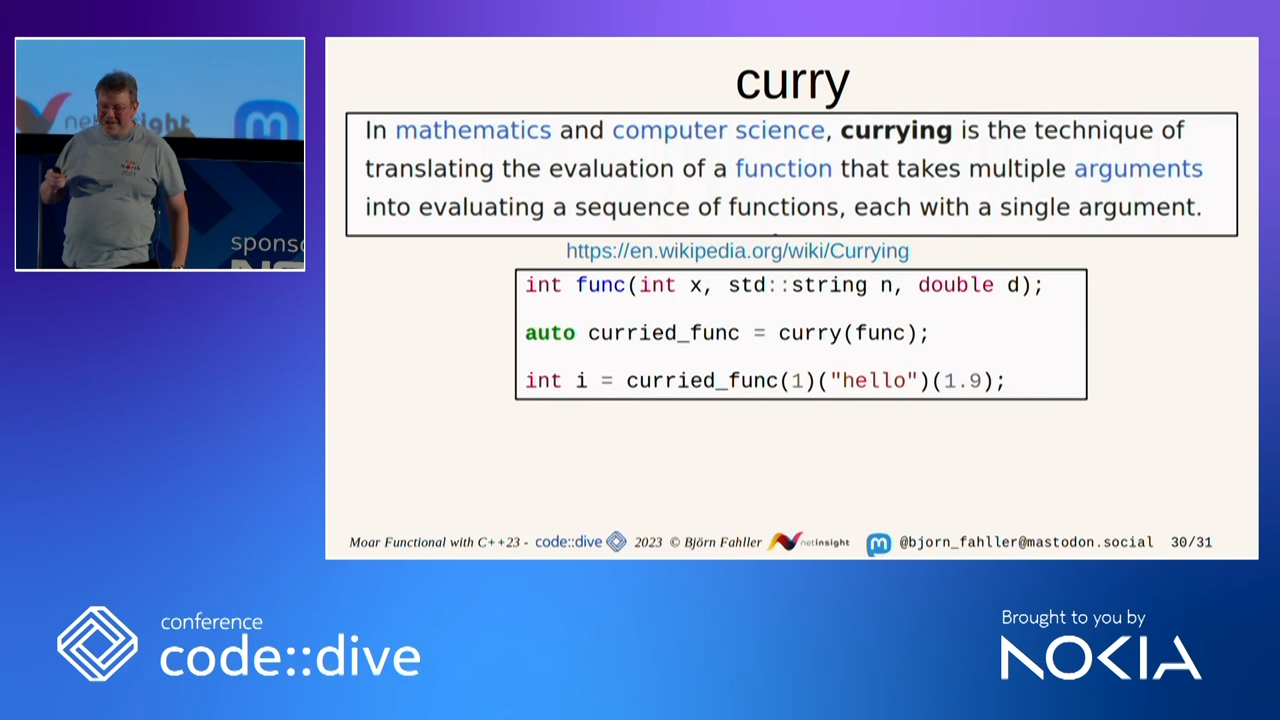 netinsight
sponso
curry
In mathematics and computer science, currying is the technique of
translating the evaluation of a function that takes multiple arguments
into evaluating a sequence of functions, each with a single argument.
https://en.wikipedia.org/wiki/Currying
int func(int x, std::string n, double d);
auto curried_func = curry(func);
int i = curried_func(1)("hello")(1.9);
Moar Functional with C++23 - code::dive 2023 © Björn Fahller netinsight @bjorn_fahller@mastodon.social 30/31
conference
code::dive
Brought to you by
NOKIA